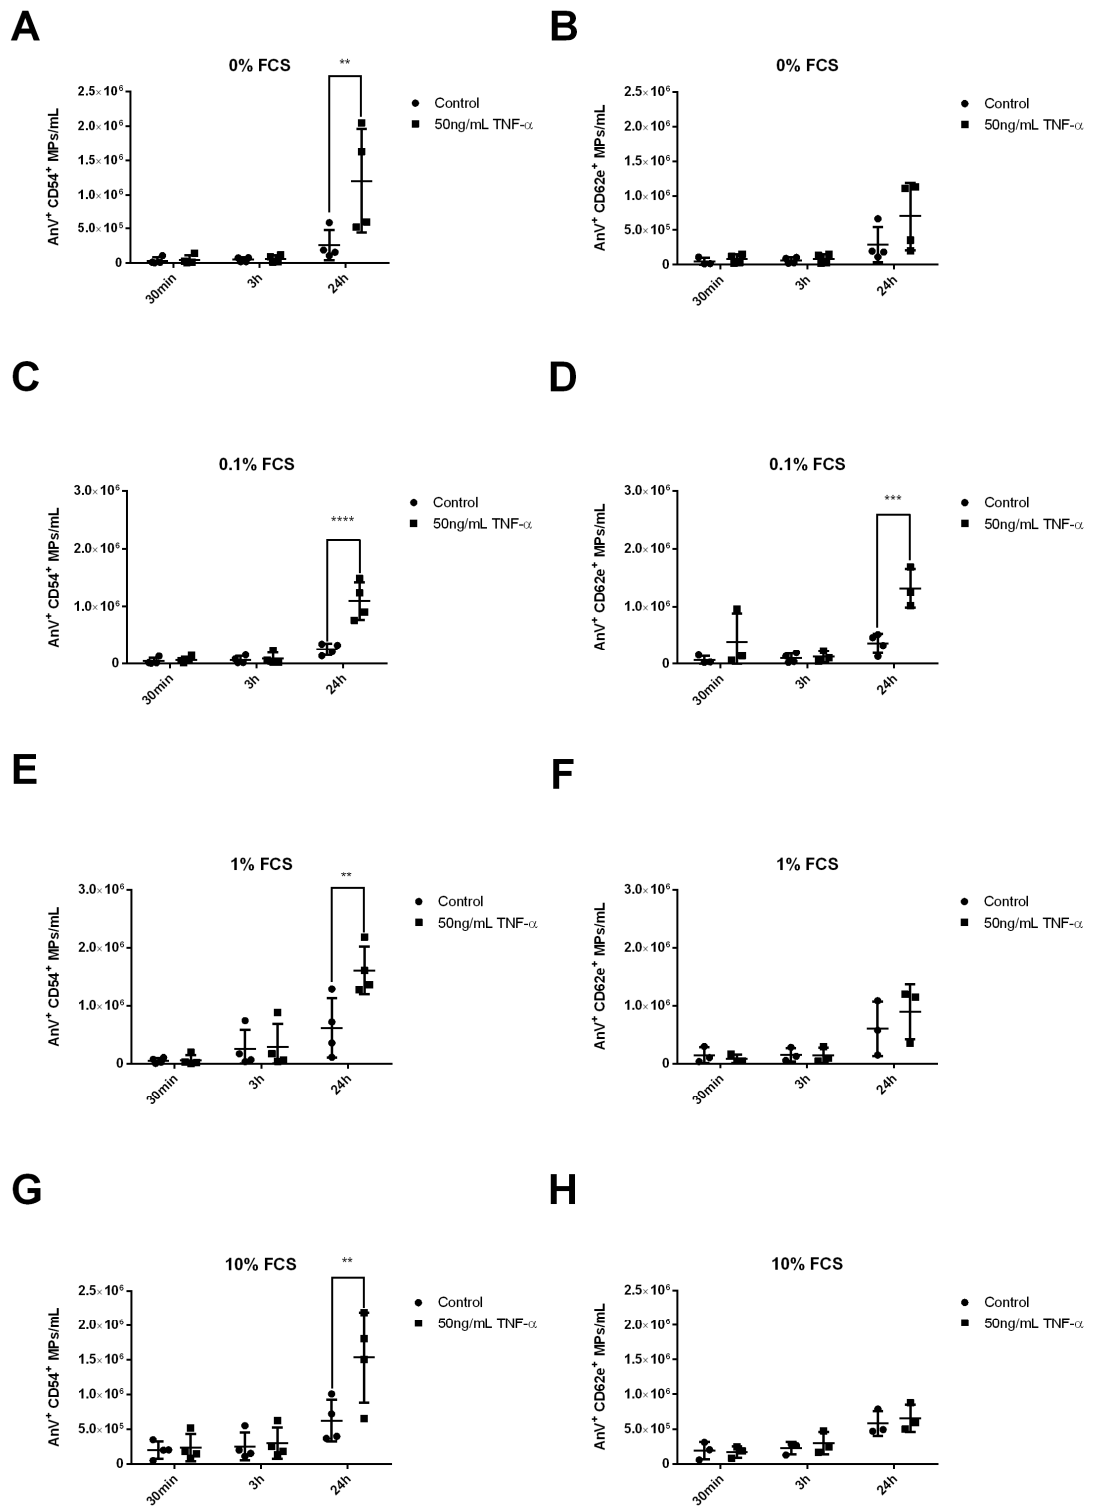 A
0% FCS
**
AnV⁺ CD54⁺ MPs/mL
2.5×10⁶
2.0×10⁶
1.5×10⁶
1.0×10⁶
5.0×10⁵
0
30min
3h
24h
Control
50ng/mL TNF-α
B
0% FCS
AnV⁺ CD62e⁺ MPs/mL
2.5×10⁶
2.0×10⁶
1.5×10⁶
1.0×10⁶
5.0×10⁵
0
30min
3h
24h
Control
50ng/mL TNF-α
C
0.1% FCS
****
AnV⁺ CD54⁺ MPs/mL
3.0×10⁶
2.0×10⁶
1.0×10⁶
0
30min
3h
24h
Control
50ng/mL TNF-α
D
0.1% FCS
***
AnV⁺ CD62e⁺ MPs/mL
3.0×10⁶
2.0×10⁶
1.0×10⁶
0
30min
3h
24h
Control
50ng/mL TNF-α
E
1% FCS
**
AnV⁺ CD54⁺ MPs/mL
3.0×10⁶
2.0×10⁶
1.0×10⁶
0
30min
3h
24h
Control
50ng/mL TNF-α
F
1% FCS
AnV⁺ CD62e⁺ MPs/mL
3.0×10⁶
2.0×10⁶
1.0×10⁶
0
30min
3h
24h
Control
50ng/mL TNF-α
G
10% FCS
**
AnV⁺ CD54⁺ MPs/mL
2.5×10⁶
2.0×10⁶
1.5×10⁶
1.0×10⁶
5.0×10⁵
0
30min
3h
24h
Control
50ng/mL TNF-α
H
10% FCS
AnV⁺ CD62e⁺ MPs/mL
2.5×10⁶
2.0×10⁶
1.5×10⁶
1.0×10⁶
5.0×10⁵
0
30min
3h
24h
Control
50ng/mL TNF-α